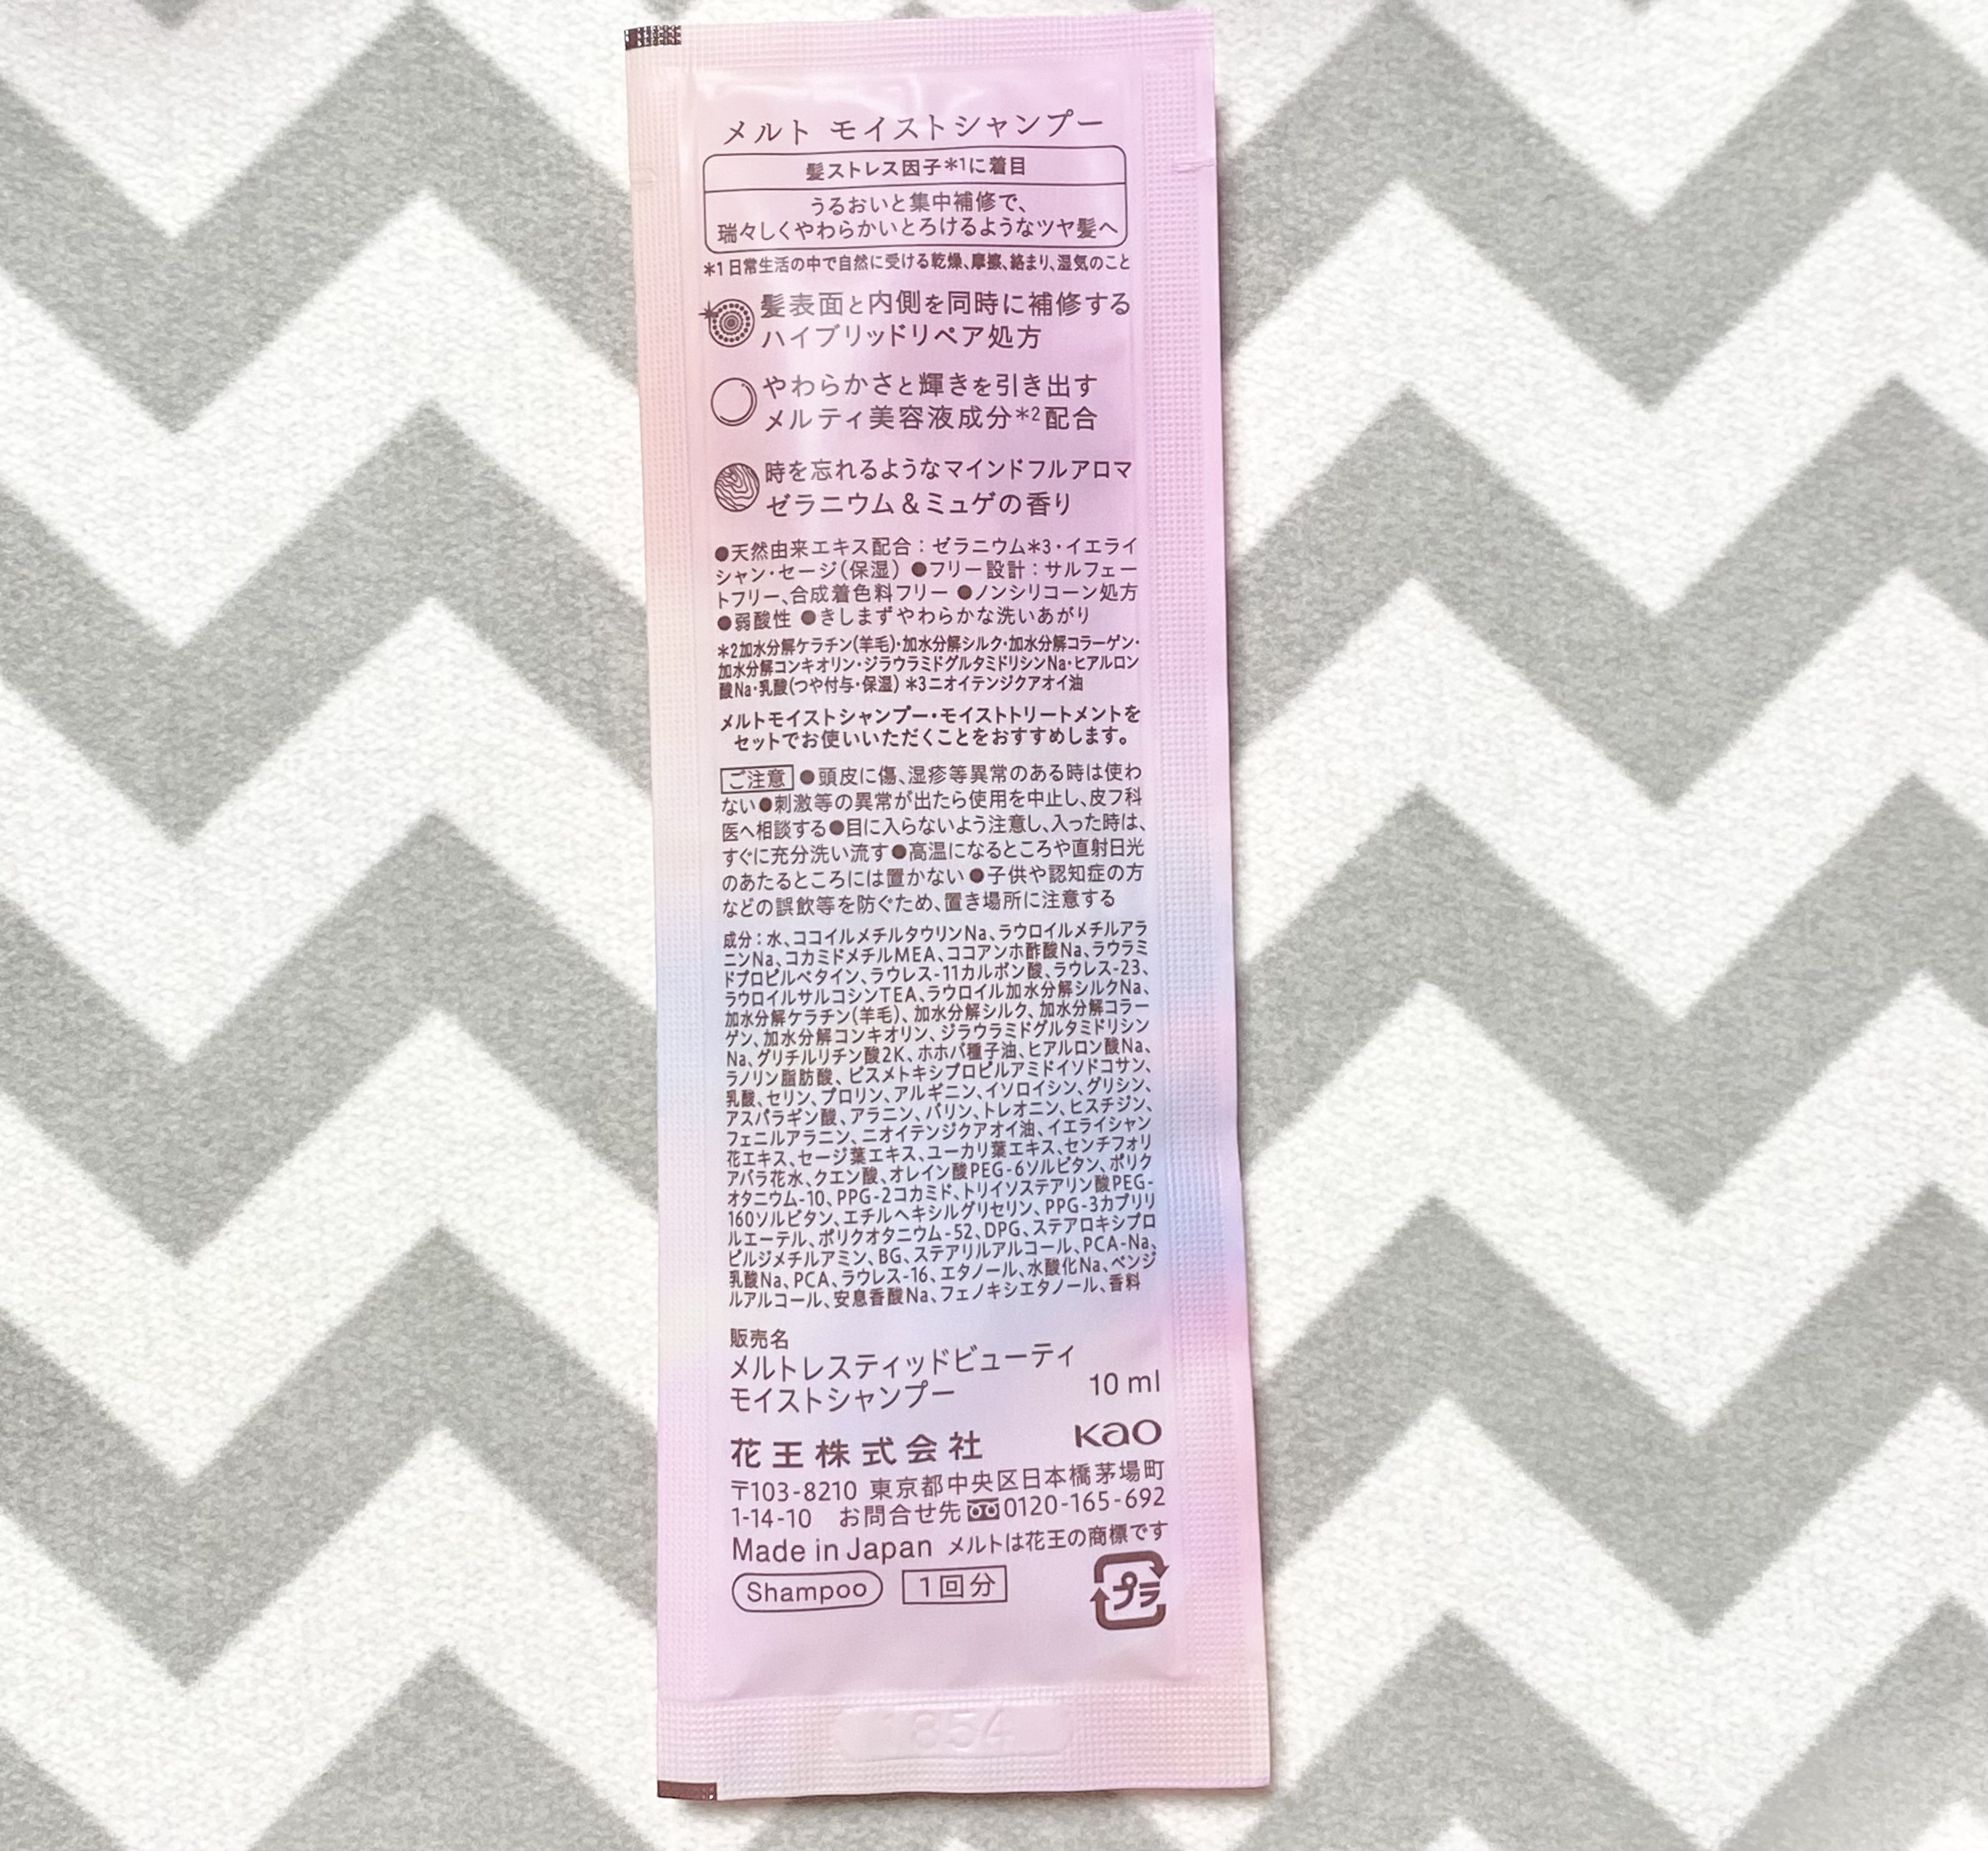 メルト モイストシャンプー
髪ストレス因子*1に着目
うるおいと集中補修で、
瑞々しくやわらかいとろけるようなツヤ髪へ
*1 日常生活の中で自然に受ける乾燥、摩擦、絡まり、湿気のこと
髪表面と内側を同時に補修する
ハイブリッドリペア処方
やわらかさと輝きを引き出す
メルティ美容液成分*2配合
時を忘れるようなマインドフルアロマ
ゼラニウム&ミュゲの香り
●天然由来エキス配合：ゼラニウム*3・イエライ
シャン・セージ(保湿) ●フリー設計：サルフェー
トフリー、合成着色料フリー ●ノンシリコーン処方
●弱酸性 ●きしまずやわらかな洗いあがり
*2加水分解ケラチン(羊毛)・加水分解シルク・加水分解コラーゲン・
加水分解コンキオリン・ジラウラミドグルタミドリシンNa・ヒアルロン
酸Na・乳酸(つや付与・保湿) *3ニオイテンジクアオイ油
メルトモイストシャンプー・モイストトリートメントを
セットでお使いいただくことをおすすめします。
ご注意 ●頭皮に傷、湿疹等異常のある時は使わ
ない●刺激等の異常が出たら使用を中止し、皮フ科
医へ相談する●目に入らないよう注意し、入った時は、
すぐに充分洗い流す●高温になるところや直射日光
のあたるところには置かない ●子供や認知症の方
などの誤飲等を防ぐため、置き場所に注意する
成分：水、ココイルメチルタウリンNa、ラウロイルメチルアラ
ニンNa、コカミドメチルMEA、ココアンホ酢酸Na、ラウラミ
ドプロピルベタイン、ラウレス-11カルボン酸、ラウレス-23、
ラウロイルサルコシンTEA、ラウロイル加水分解シルクNa、
加水分解ケラチン(羊毛)、加水分解シルク、加水分解コラー
ゲン、加水分解コンキオリン、ジラウラミドグルタミドリシン
Na、グリチルリチン酸2K、ホホバ種子油、ヒアルロン酸Na、
ラノリン脂肪酸、ビスメトキシプロピルアミドイソドコサン、
乳酸、セリン、プロリン、アルギニン、イソロイシン、グリシン、
アスパラギン酸、アラニン、バリン、トレオニン、ヒスチジン、
フェニルアラニン、ニオイテンジクアオイ油、イエライシャン
花エキス、セージ葉エキス、ユーカリ葉エキス、センチフォリ
アバラ花水、クエン酸、オレイン酸PEG-6ソルビタン、ポリク
オタニウム-10、PPG-2コカミド、トリイソステアリン酸PEG-
160ソルビタン、エチルヘキシルグリセリン、PPG-3カプリリ
ルエーテル、ポリクオタニウム-52、DPG、ステアロキシプロ
ピルジメチルアミン、BG、ステアリルアルコール、PCA-Na、
乳酸Na、PCA、ラウレス-16、エタノール、水酸化Na、ベンジ
ルアルコール、安息香酸Na、フェノキシエタノール、香料
販売名
メルトレスティッドビューティ
モイストシャンプー 10 ml
花王株式会社 Kao
〒103-8210 東京都中央区日本橋茅場町
1-14-10 お問合せ先 0120-165-692
Made in Japan メルトは花王の商標です
Shampoo 1回分 プラ
1854